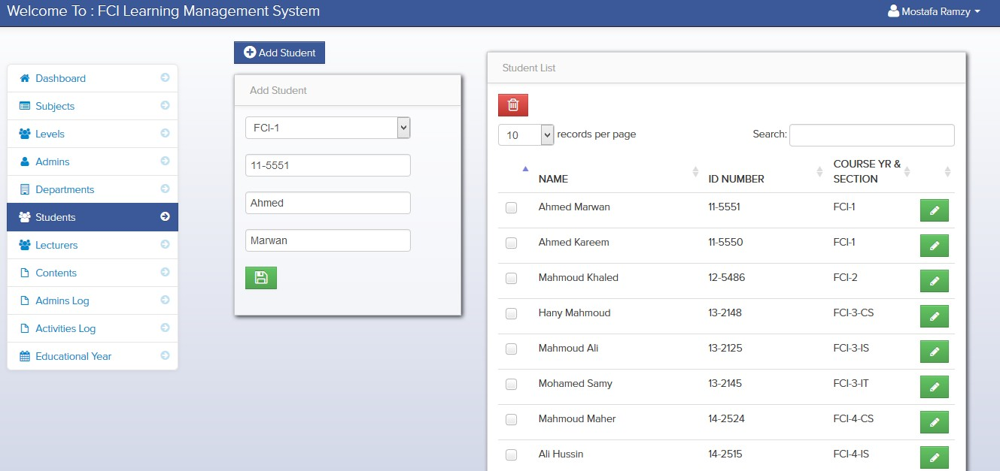 Welcome To : FCI Learning Management System
Mostafa Ramzy
Dashboard
Subjects
Levels
Admins
Departments
Students
Lecturers
Contents
Admins Log
Activities Log
Educational Year
Add Student
Add Student
FCI-1
11-5551
Ahmed
Marwan
Student List
10 records per page
Search:
NAME ID NUMBER COURSE YR & SECTION
Ahmed Marwan 11-5551 FCI-1
Ahmed Kareem 11-5550 FCI-1
Mahmoud Khaled 12-5486 FCI-2
Hany Mahmoud 13-2148 FCI-3-CS
Mahmoud Ali 13-2125 FCI-3-IS
Mohamed Samy 13-2145 FCI-3-IT
Mahmoud Maher 14-2524 FCI-4-CS
Ali Hussin 14-2515 FCI-4-IS